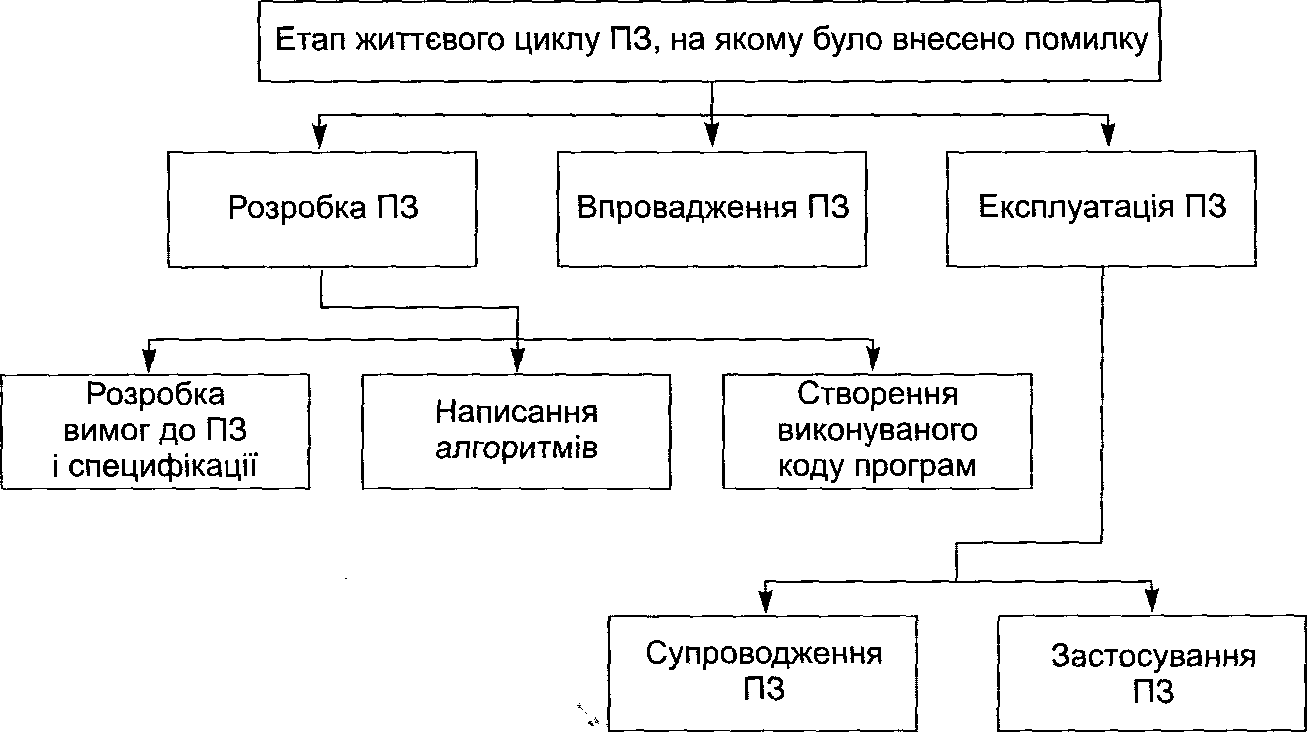 Етап життєвого циклу ПЗ, на якому було внесено помилку
Розробка ПЗ
Впровадження ПЗ
Експлуатація ПЗ
Розробка
вимог до ПЗ
і специфікації
Написання
алгоритмів
Створення
виконуваного
коду програм
Супроводження
ПЗ
Застосування
ПЗ